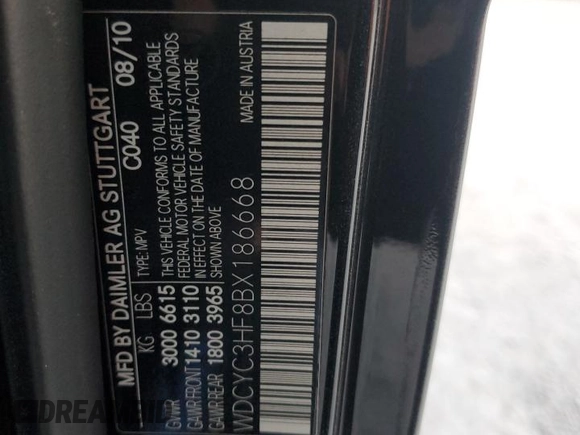 MFD BY DAIMLER AG STUTTGART
C040 08/10
KG LBS TYPE: MPV
GVWR 3000 6615
GAWR FRONT 1410 3110
GAWR REAR 1800 3965
THIS VEHICLE CONFORMS TO ALL APPLICABLE
FEDERAL MOTOR VEHICLE SAFETY STANDARDS
IN EFFECT ON THE DATE OF MANUFACTURE
SHOWN ABOVE
WDCYC3HF8BX186668
MADE IN AUSTRIA